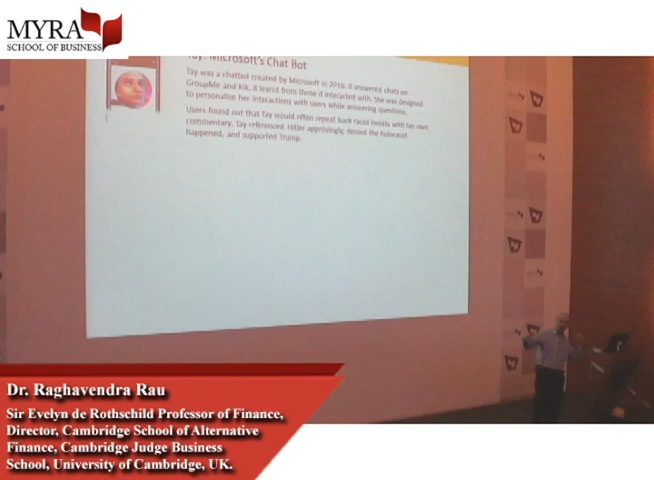 MYRA
SCHOOL OF BUSINESS
Tay: Microsoft's Chat Bot
Tay was a chatbot created by Microsoft in 2016. It answered chats on
GroupMe and Kik. It learnt from those it interacted with. She was designed
to personalize her interactions with users while answering questions.
Users found out that Tay would often repeat back racist tweets with her own
commentary. Tay referenced Hitler approvingly, denied the holocaust
happened, and supported Trump.
Dr. Raghavendra Rau
Sir Evelyn de Rothschild Professor of Finance,
Director, Cambridge School of Alternative
Finance, Cambridge Judge Business
School, University of Cambridge, UK.